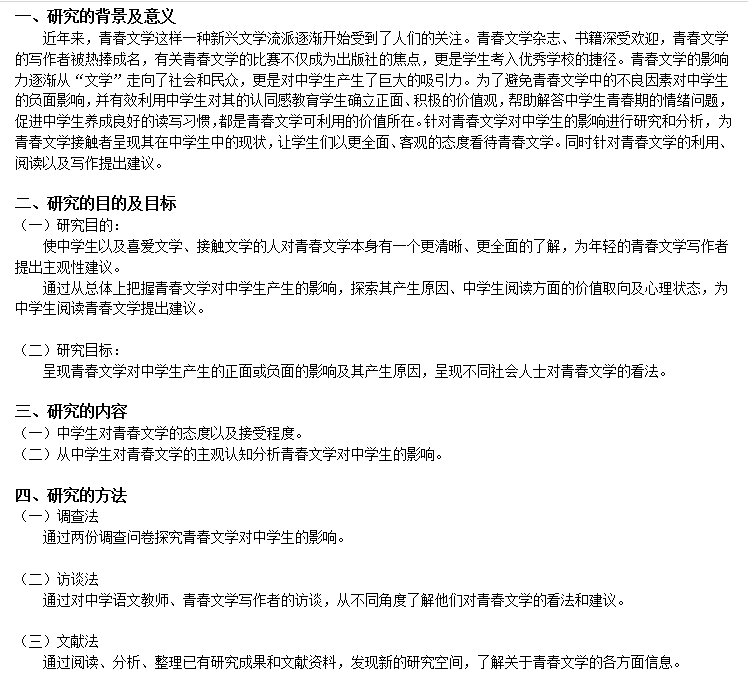 一、研究的背景及意义
近年来，青春文学这样一种新兴文学流派逐渐开始受到了人们的关注。青春文学杂志、书籍深受欢迎，青春文学
的写作者被热捧成名，有关青春文学的比赛不仅成为出版社的焦点，更是学生考入优秀学校的捷径。青春文学的影响
力逐渐从“文学”走向了社会和民众，更是对中学生产生了巨大的吸引力。为了避免青春文学中的不良因素对中学生
的负面影响，并有效利用中学生对其的认同感教育学生确立正面、积极的价值观，帮助解答中学生青春期的情绪问题，
促进中学生养成良好的读写习惯，都是青春文学可利用的价值所在。针对青春文学对中学生的影响进行研究和分析，为
青春文学接触者呈现其在中学生中的现状，让学生们以更全面、客观的态度看待青春文学。同时针对青春文学的利用、
阅读以及写作提出建议。
二、研究的目的及目标
（一）研究目的：
使中学生以及喜爱文学、接触文学的人对青春文学本身有一个更清晰、更全面的了解，为年轻的青春文学写作者
提出主观性建议。
通过从总体上把握青春文学对中学生产生的影响，探索其产生原因、中学生阅读方面的价值取向及心理状态，为
中学生阅读青春文学提出建议。
（二）研究目标：
呈现青春文学对中学生产生的正面或负面的影响及其产生原因，呈现不同社会人士对青春文学的看法。
三、研究的内容
（一）中学生对青春文学的态度以及接受程度。
（二）从中学生对青春文学的主观认知分析青春文学对中学生的影响。
四、研究的方法
（一）调查法
通过两份调查问卷探究青春文学对中学生的影响。
（二）访谈法
通过对中学语文教师、青春文学写作者的访谈，从不同角度了解他们对青春文学的看法和建议。
（三）文献法
通过阅读、分析、整理已有研究成果和文献资料，发现新的研究空间，了解关于青春文学的各方面信息。